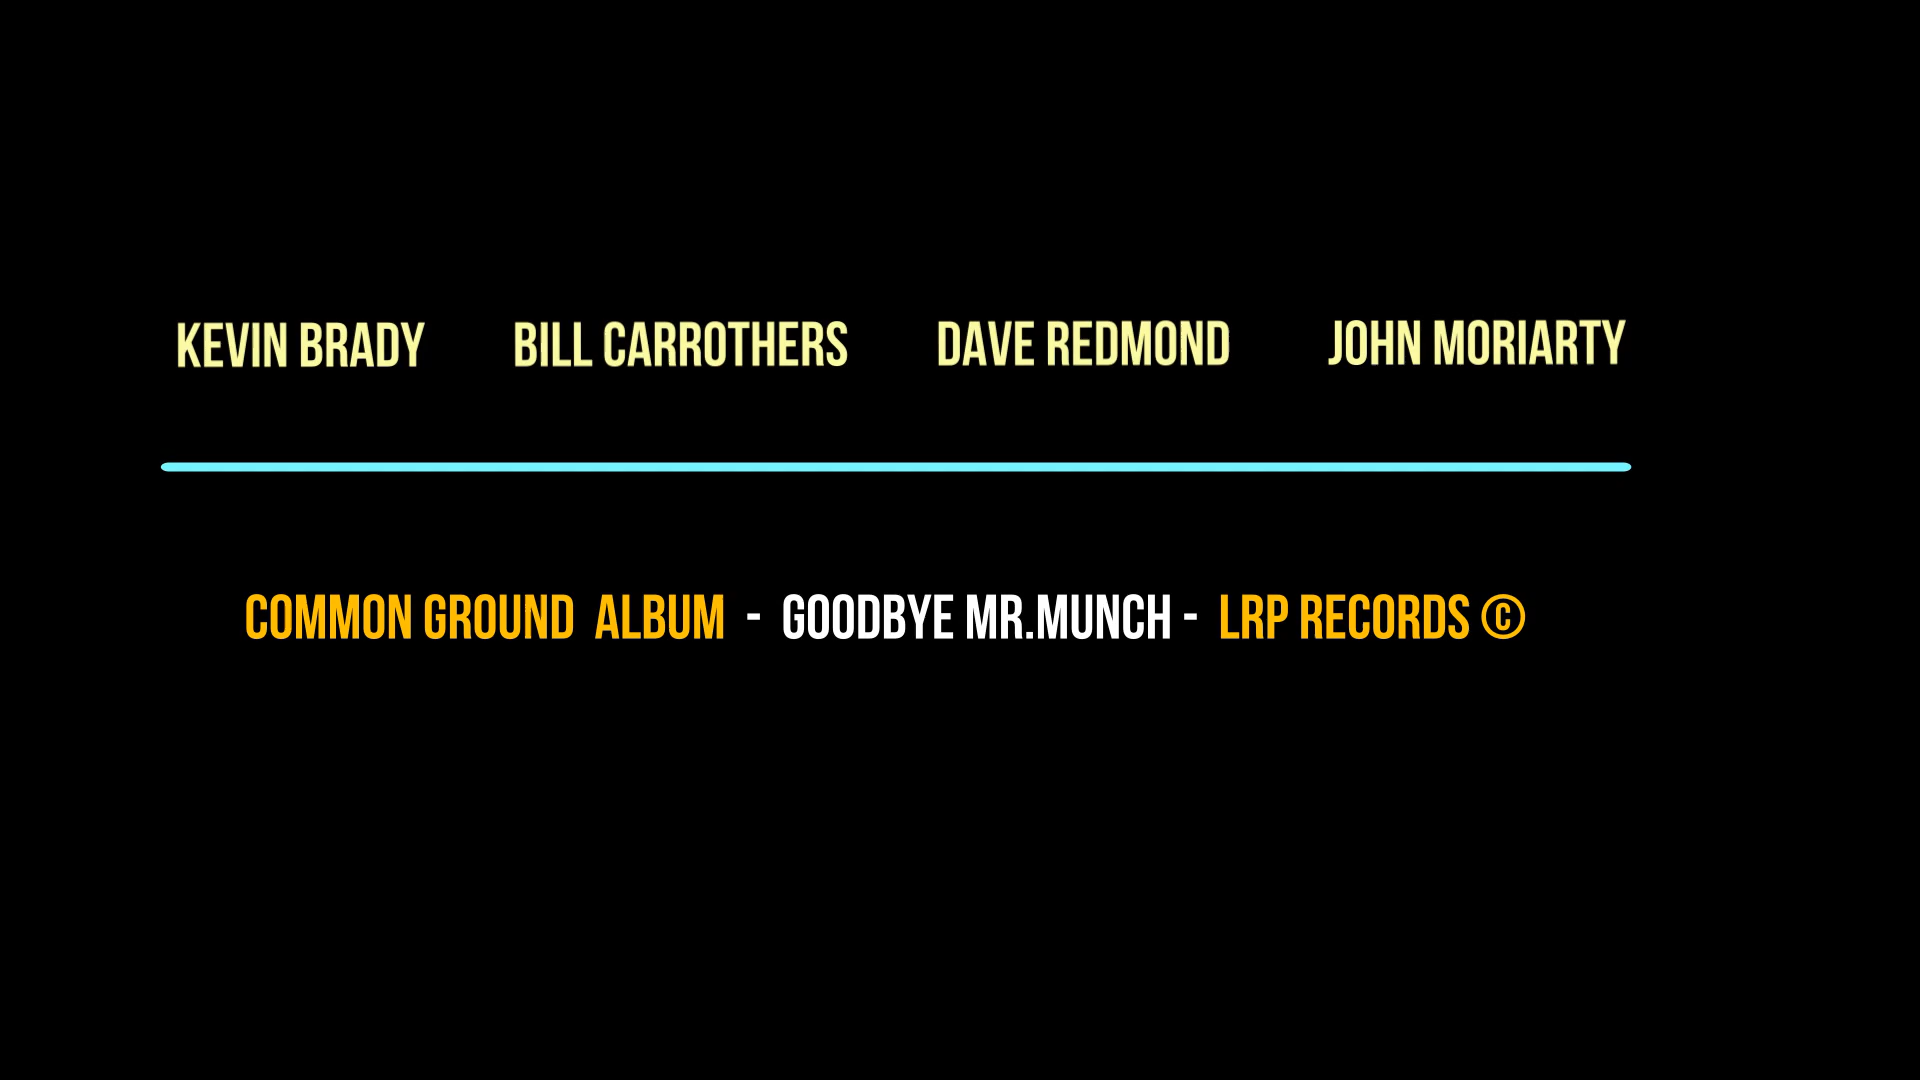 KEVIN BRADY BILL CARROTHERS DAVE REDMOND JOHN MORIARTY
COMMON GROUND ALBUM - GOODBYE MR.MUNCH - LRP RECORDS ©